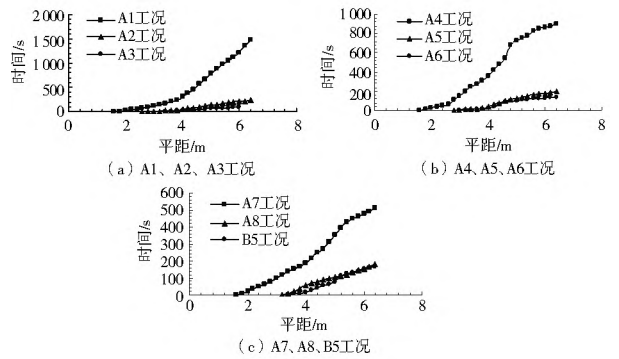 2 000
1 500
1 000
500
0
时间/s
A1工况
A2工况
A3工况
0 2 4 6 8
平距/m
(a) A1、A2、A3工况
1 000
800
600
400
200
0
时间/s
A4工况
A5工况
A6工况
0 2 4 6 8
平距/m
(b) A4、A5、A6工况
600
500
400
300
200
100
0
时间/s
A7工况
A8工况
B5工况
0 2 4 6 8
平距/m
(c) A7、A8、B5工况